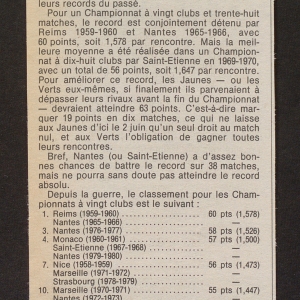 leurs records du passé.
Pour un Championnat à vingt clubs et trente-huit
matches, le record est conjointement détenu par
Reims 1959-1960 et Nantes 1965-1966, avec
60 points, soit 1,578 par rencontre. Mais la meil-
leure moyenne a été réalisée dans un Champion-
nat à dix-huit clubs par Saint-Etienne en 1969-1970,
avec un total de 56 points, soit 1,647 par rencontre.
Pour améliorer ce record, les Jaunes — ou les
Verts eux-mêmes, si finalement ils parvenaient à
dépasser leurs rivaux avant la fin du Championnat
— devraient atteindre 63 points. C'est-à-dire mar-
quer 19 points en dix matches, ce qui ne laisse
aux Jaunes d'ici le 2 juin qu'un seul droit au match
nul, et aux Verts l'obligation de gagner toutes
leurs rencontres.
Bref, Nantes (ou Saint-Etienne) a d'assez bon-
nes chances de battre le record sur 38 matches,
mais ne pourra sans doute pas atteindre le record
absolu.
Depuis la guerre, le classement pour les Cham-
pionnats à vingt clubs est le suivant :
1. Reims (1959-1960) 60 pts (1,578)
Nantes (1965-1966) —
3. Nantes (1976-1977) 58 pts (1,526)
4. Monaco (1960-1961) 57 pts (1,500)
Saint-Etienne (1967-1968) —
Nantes (1979-1980) —
7. Nice (1958-1959) 56 pts (1,473)
Marseille (1971-1972) —
Strasbourg (1978-1979) —
10. Marseille (1970-1971) 55 pts (1,447)
Nantes (1972-1973) —